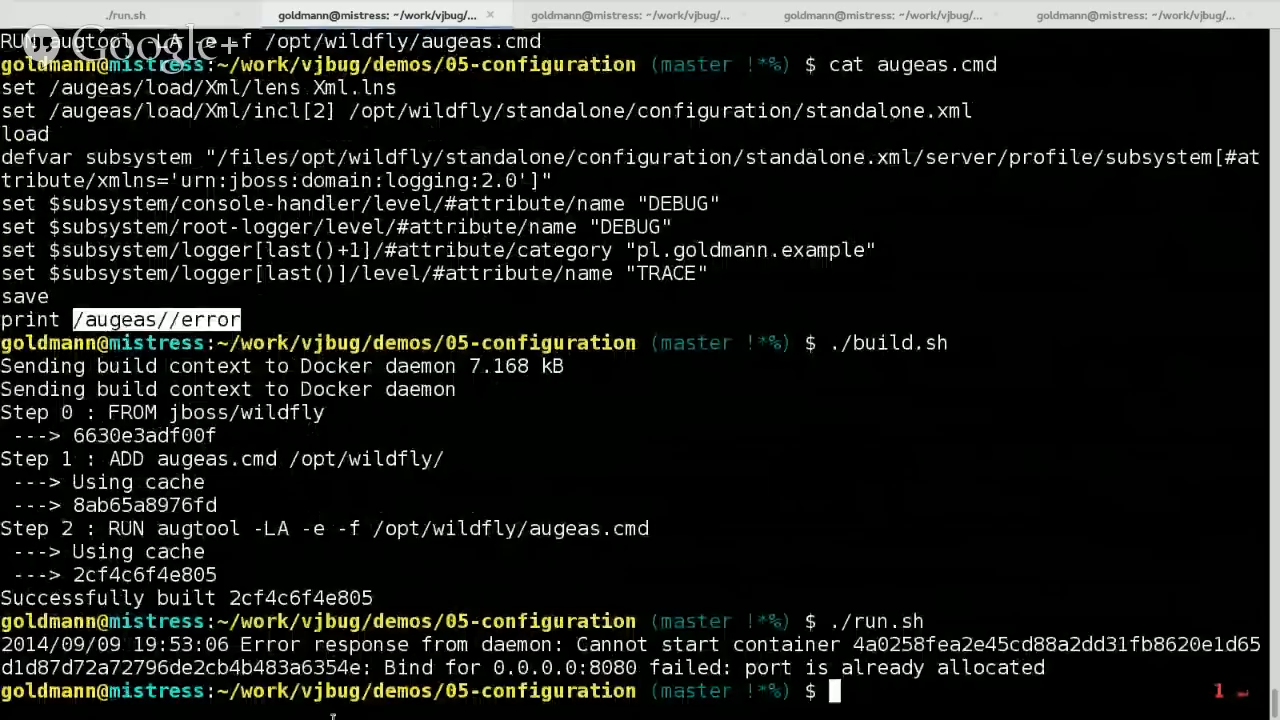 ./run.sh
goldmann@mistress: ~/work/vjbug/... ×
goldmann@mistress: ~/work/vjbug/...
goldmann@mistress: ~/work/vjbug/...
goldmann@mistress: ~/work/vjbug/...
Google+
RUN augtool -LA -e -f /opt/wildfly/augeas.cmd
goldmann@mistress:~/work/vjbug/demos/05-configuration (master !*%) $ cat augeas.cmd
set /augeas/load/Xml/lens Xml.lns
set /augeas/load/Xml/incl[2] /opt/wildfly/standalone/configuration/standalone.xml
load
defvar subsystem "/files/opt/wildfly/standalone/configuration/standalone.xml/server/profile/subsystem[#at
tribute/xmlns='urn:jboss:domain:logging:2.0']"
set $subsystem/console-handler/level/#attribute/name "DEBUG"
set $subsystem/root-logger/level/#attribute/name "DEBUG"
set $subsystem/logger[last()+1]/#attribute/category "pl.goldmann.example"
set $subsystem/logger[last()]/level/#attribute/name "TRACE"
save
print /augeas//error
goldmann@mistress:~/work/vjbug/demos/05-configuration (master !*%) $ ./build.sh
Sending build context to Docker daemon 7.168 kB
Sending build context to Docker daemon
Step 0 : FROM jboss/wildfly
---> 6630e3adf00f
Step 1 : ADD augeas.cmd /opt/wildfly/
---> Using cache
---> 8ab65a8976fd
Step 2 : RUN augtool -LA -e -f /opt/wildfly/augeas.cmd
---> Using cache
---> 2cf4c6f4e805
Successfully built 2cf4c6f4e805
goldmann@mistress:~/work/vjbug/demos/05-configuration (master !*%) $ ./run.sh
2014/09/09 19:53:06 Error response from daemon: Cannot start container 4a0258fea2e45cd88a2dd31fb8620e1d65
d1d87d72a72796de2cb4b483a6354e: Bind for 0.0.0.0:8080 failed: port is already allocated
goldmann@mistress:~/work/vjbug/demos/05-configuration (master !*%) $ 1 ↵